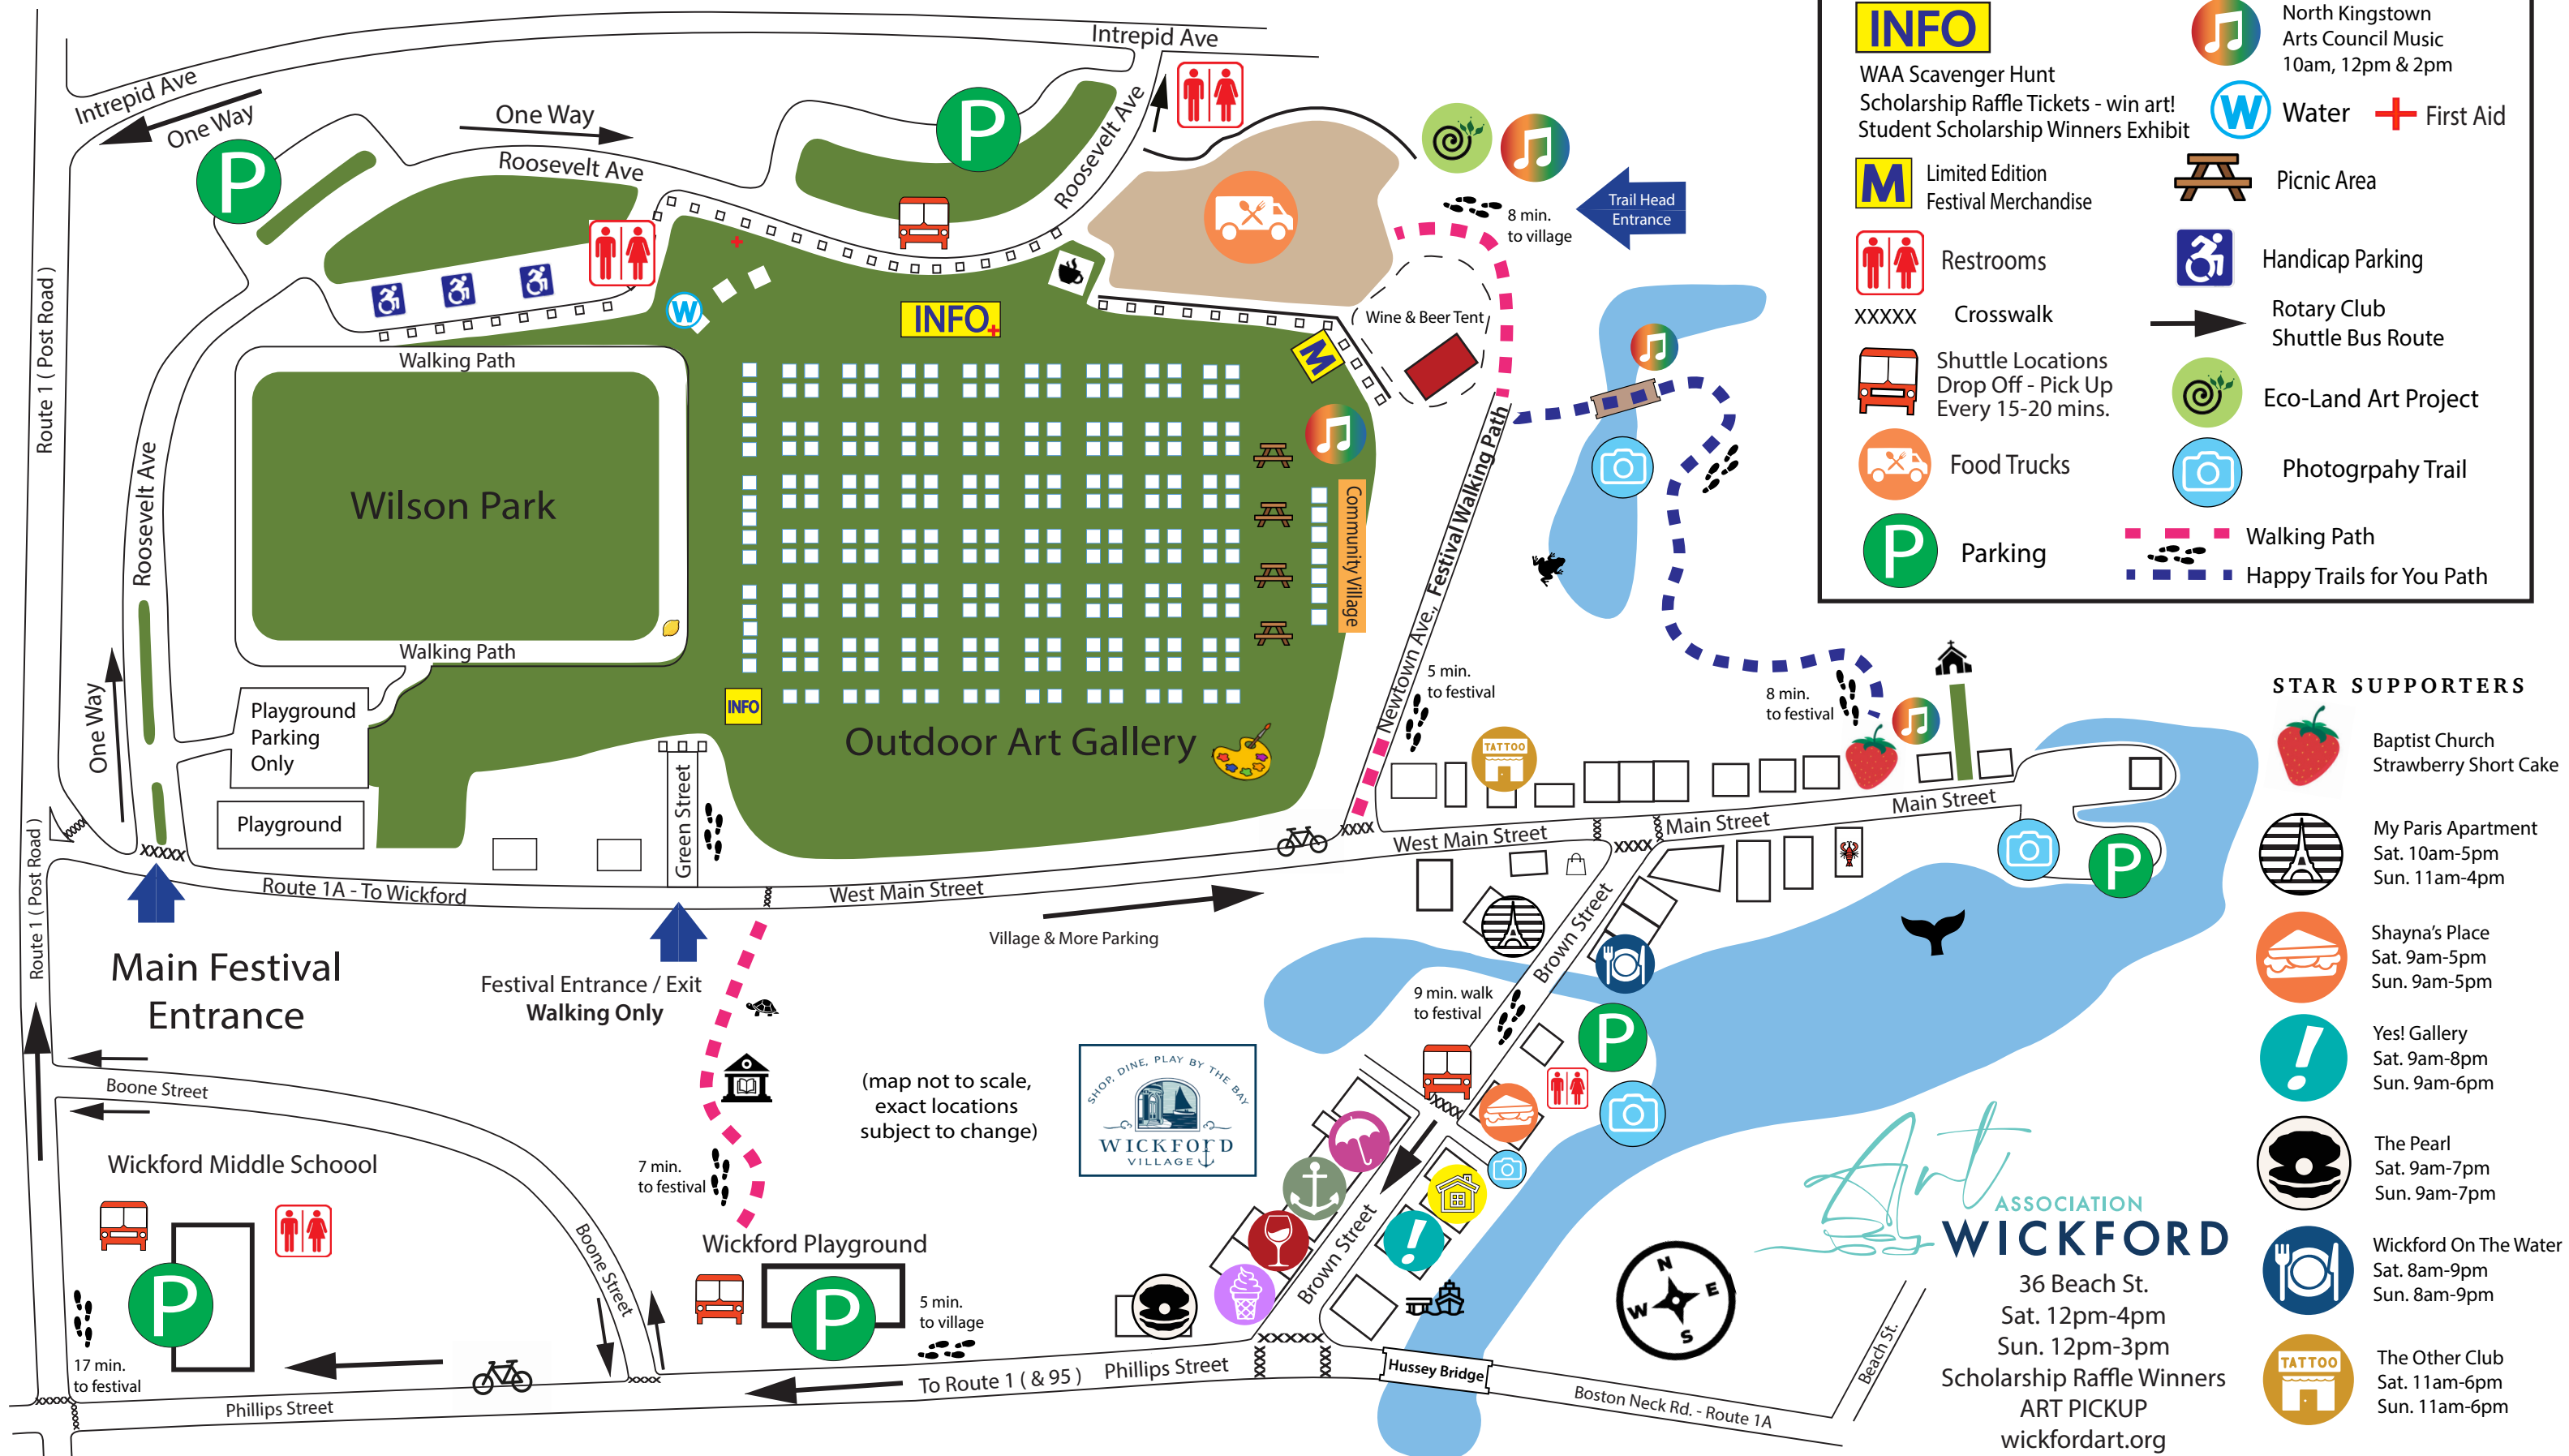 Intrepid Ave
Intrepid Ave
One Way
One Way
Roosevelt Ave
Roosevelt Ave
P
P
8 min.
to village
Trail Head
Entrance
W
INFO
Wine & Beer Tent
M
Walking Path
Wilson Park
Walking Path
Route 1 ( Post Road )
Roosevelt Ave
One Way
Community Village
Newtown Ave., Festival Walking Path
5 min.
to festival
8 min.
to festival
Playground
Parking
Only
Playground
INFO
Outdoor Art Gallery
Green Street
TATTOO
XXXXX
XXXX
XXXX
West Main Street
Main Street
Main Street
P
Route 1 ( Post Road )
Route 1A - To Wickford
West Main Street
Village & More Parking
Main Festival
Entrance
Festival Entrance / Exit
Walking Only
Brown Street
9 min. walk
to festival
P
Boone Street
(map not to scale,
exact locations
subject to change)
SHOP, DINE, PLAY BY THE BAY
WICKFORD
VILLAGE
Wickford Middle Schoool
7 min.
to festival
Boone Street
Wickford Playground
P
P
5 min.
to village
Brown Street
17 min.
to festival
Phillips Street
To Route 1 ( & 95 )
Phillips Street
Hussey Bridge
Boston Neck Rd. - Route 1A
Beach St.
N
E
S
W
INFO
WAA Scavenger Hunt
Scholarship Raffle Tickets - win art!
Student Scholarship Winners Exhibit
M
Limited Edition
Festival Merchandise
Restrooms
XXXXX
Crosswalk
Shuttle Locations
Drop Off - Pick Up
Every 15-20 mins.
Food Trucks
P
Parking
North Kingstown
Arts Council Music
10am, 12pm & 2pm
W
Water
First Aid
Picnic Area
Handicap Parking
Rotary Club
Shuttle Bus Route
Eco-Land Art Project
Photogrpahy Trail
Walking Path
Happy Trails for You Path
STAR SUPPORTERS
Baptist Church
Strawberry Short Cake
My Paris Apartment
Sat. 10am-5pm
Sun. 11am-4pm
Shayna's Place
Sat. 9am-5pm
Sun. 9am-5pm
Yes! Gallery
Sat. 9am-8pm
Sun. 9am-6pm
The Pearl
Sat. 9am-7pm
Sun. 9am-7pm
Wickford On The Water
Sat. 8am-9pm
Sun. 8am-9pm
TATTOO
The Other Club
Sat. 11am-6pm
Sun. 11am-6pm
Art
ASSOCIATION
WICKFORD
36 Beach St.
Sat. 12pm-4pm
Sun. 12pm-3pm
Scholarship Raffle Winners
ART PICKUP
wickfordart.org